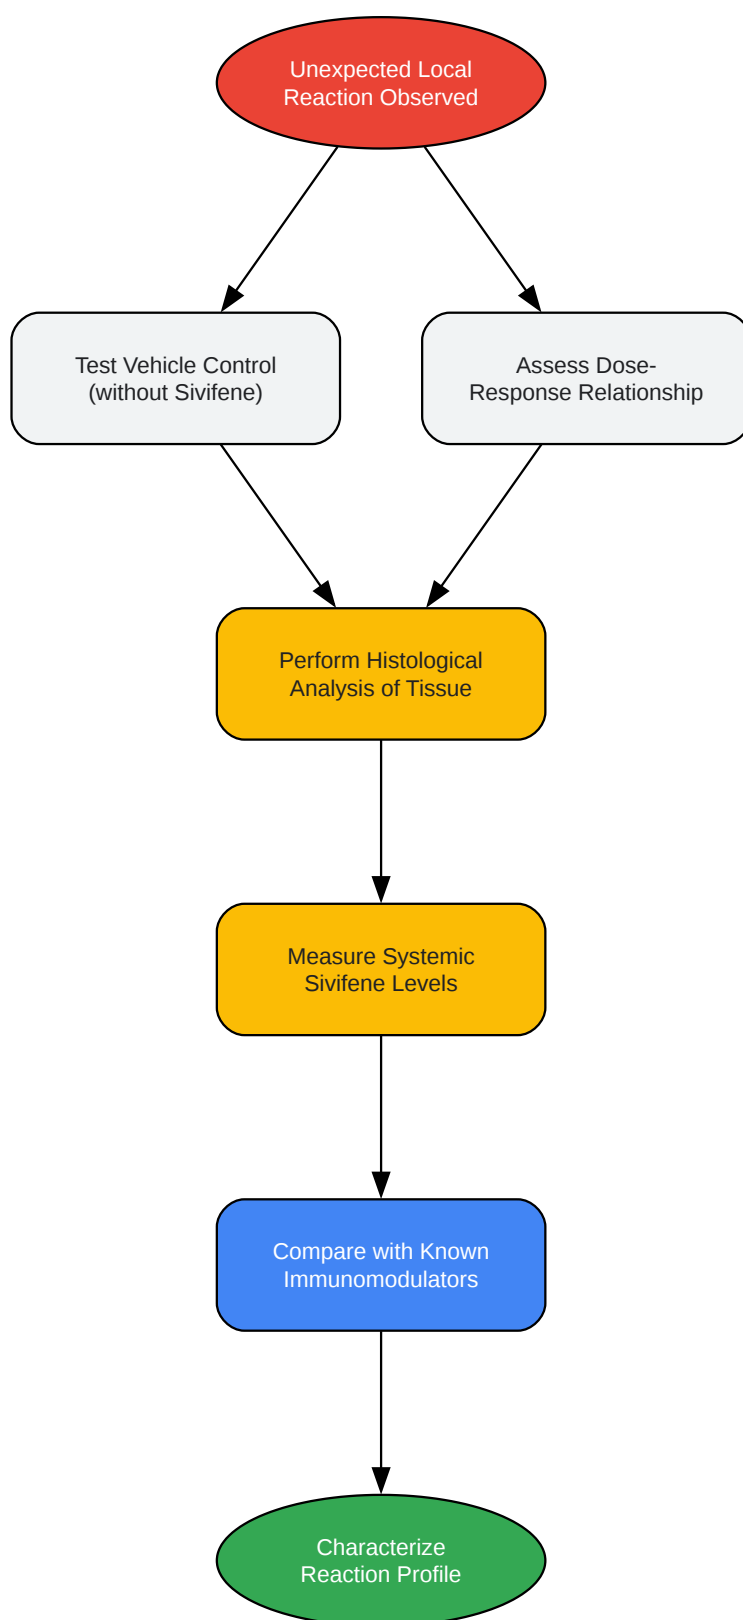 Unexpected Local
Reaction Observed
Test Vehicle Control
(without Sivifene)
Assess Dose-
Response Relationship
Perform Histological
Analysis of Tissue
Measure Systemic
Sivifene Levels
Compare with Known
Immunomodulators
Characterize
Reaction Profile